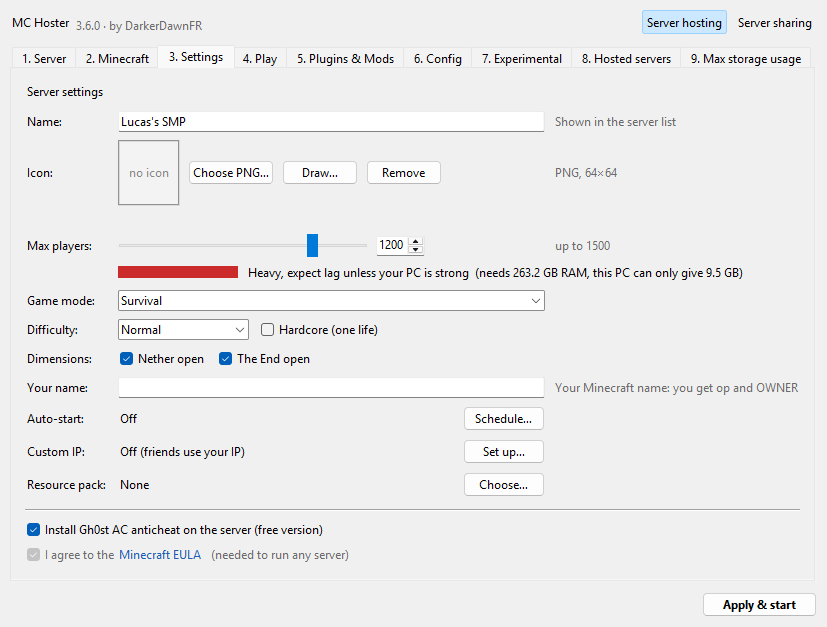 MC Hoster 3.6.0 · by DarkerDawnFR Server hosting Server sharing
1. Server 2. Minecraft 3. Settings 4. Play 5. Plugins & Mods 6. Config 7. Experimental 8. Hosted servers 9. Max storage usage
Server settings
Name: Lucas's SMP Shown in the server list
Icon: no icon Choose PNG... Draw... Remove PNG, 64×64
Max players: 1200 up to 1500
Heavy, expect lag unless your PC is strong (needs 263.2 GB RAM, this PC can only give 9.5 GB)
Game mode: Survival
Difficulty: Normal Hardcore (one life)
Dimensions: Nether open The End open
Your name: Your Minecraft name: you get op and OWNER
Auto-start: Off Schedule...
Custom IP: Off (friends use your IP) Set up...
Resource pack: None Choose...
Install Gh0st AC anticheat on the server (free version)
I agree to the Minecraft EULA (needed to run any server)
Apply & start